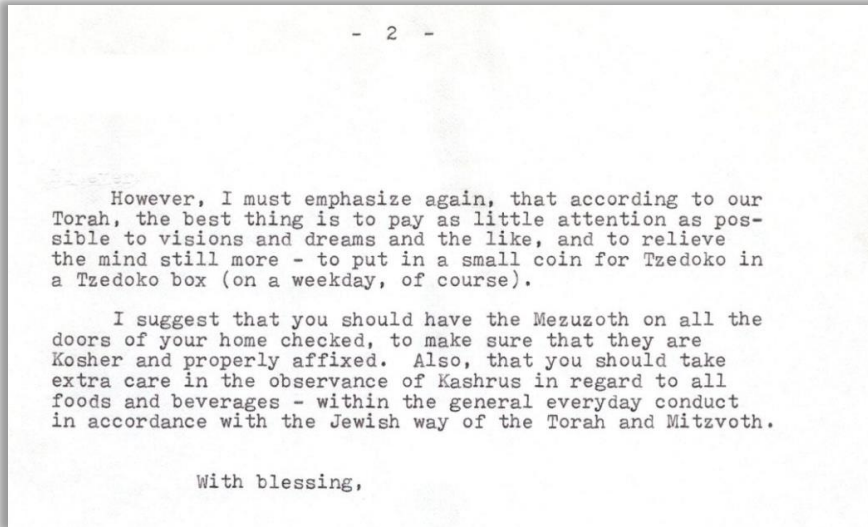 - 2 -
However, I must emphasize again, that according to our
Torah, the best thing is to pay as little attention as pos-
sible to visions and dreams and the like, and to relieve
the mind still more - to put in a small coin for Tzedoko in
a Tzedoko box (on a weekday, of course).
I suggest that you should have the Mezuzoth on all the
doors of your home checked, to make sure that they are
Kosher and properly affixed. Also, that you should take
extra care in the observance of Kashrus in regard to all
foods and beverages - within the general everyday conduct
in accordance with the Jewish way of the Torah and Mitzvoth.
With blessing,